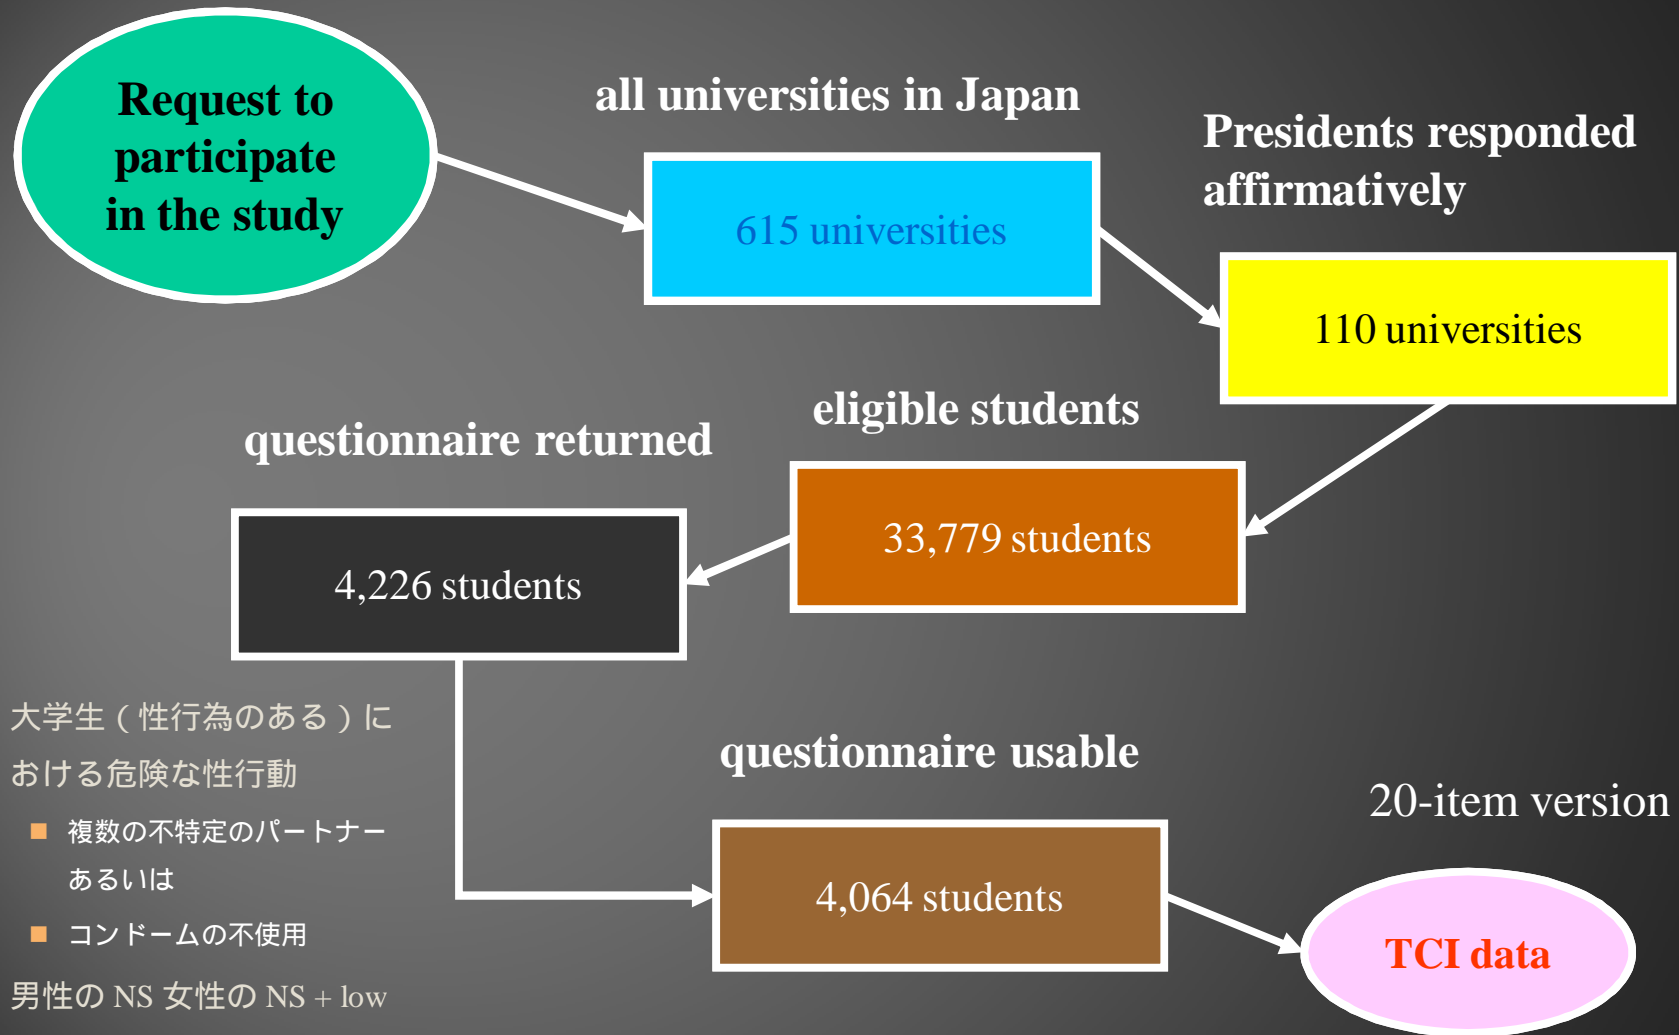 Request to
participate
in the study
all universities in Japan
615 universities
Presidents responded
affirmatively
110 universities
eligible students
33,779 students
questionnaire returned
4,226 students
questionnaire usable
4,064 students
20-item version
TCI data
大学生(性行為のある)に
おける危険な性行動
複数の不特定のパートナー
あるいは
コンドームの不使用
男性の NS 女性の NS + low